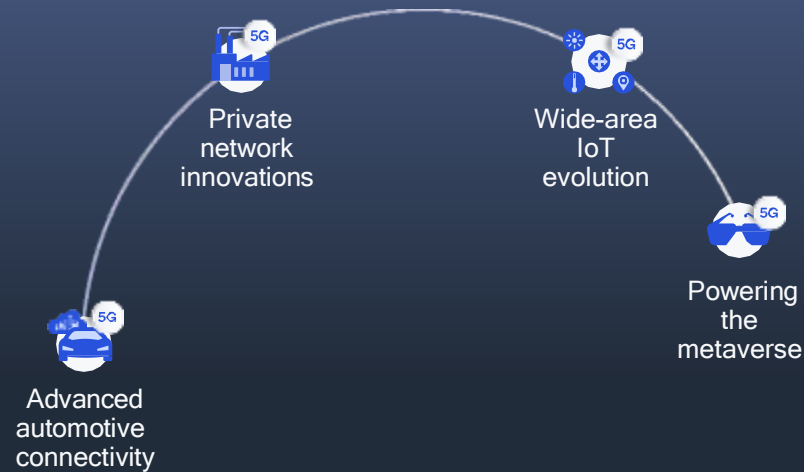 5G
Private
network
innovations
5G
Wide-area
IoT
evolution
5G
Powering
the
metaverse
5G
Advanced
automotive
connectivity